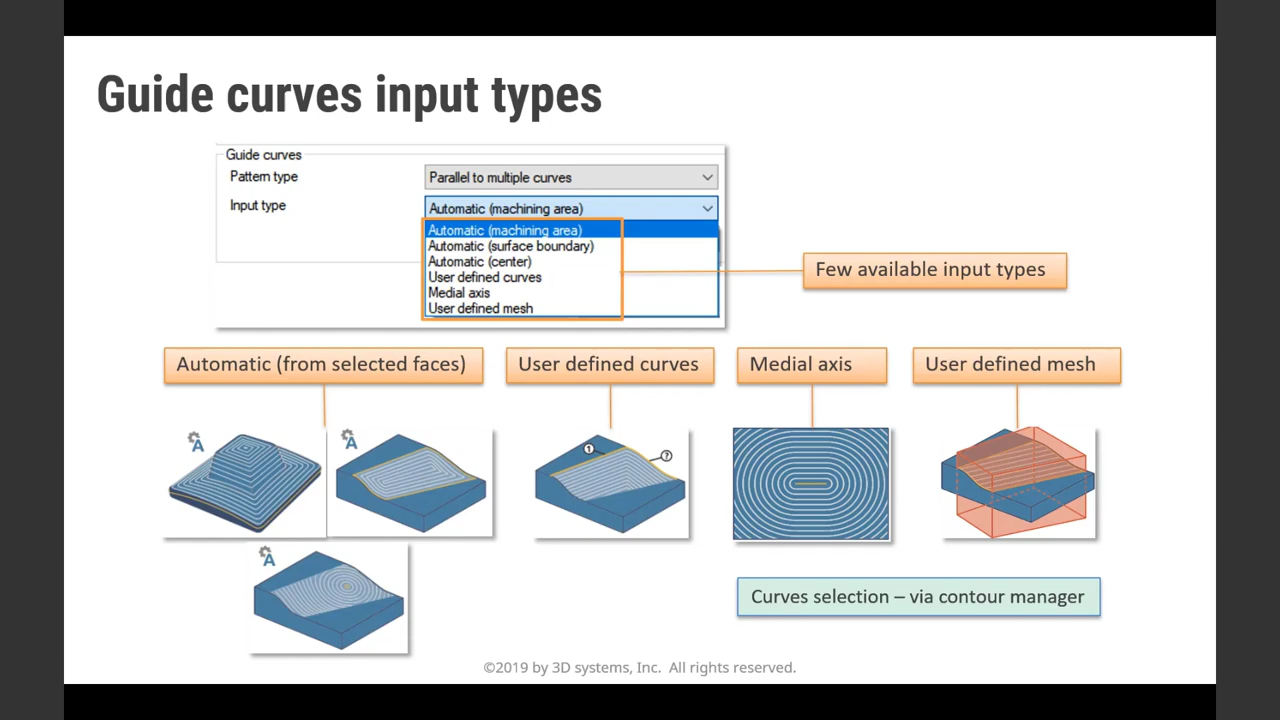 Guide curves input types
Guide curves
Pattern type
Parallel to multiple curves
Input type
Automatic (machining area)
Automatic (machining area)
Automatic (surface boundary)
Automatic (center)
User defined curves
Medial axis
User defined mesh
Few available input types
Automatic (from selected faces)
User defined curves
Medial axis
User defined mesh
A
A
1
?
A
Curves selection – via contour manager
©2019 by 3D systems, Inc. All rights reserved.